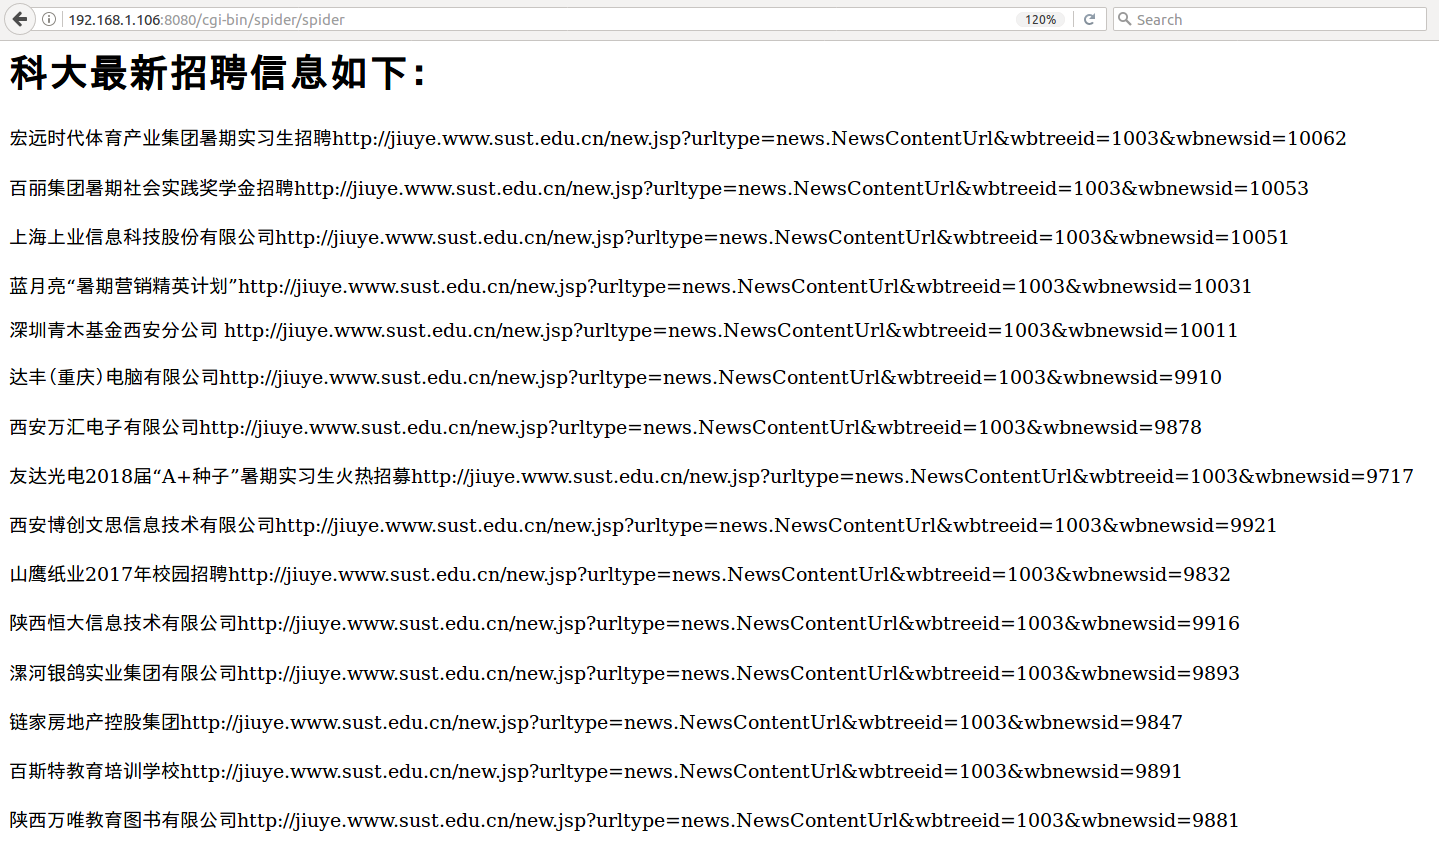 192.168.1.106:8080/cgi-bin/spider/spider
120%
Search
科大最新招聘信息如下：
宏远时代体育产业集团暑期实习生招聘http://jiuye.www.sust.edu.cn/new.jsp?urltype=news.NewsContentUrl&wbtreeid=1003&wbnewsid=10062
百丽集团暑期社会实践奖学金招聘http://jiuye.www.sust.edu.cn/new.jsp?urltype=news.NewsContentUrl&wbtreeid=1003&wbnewsid=10053
上海上业信息科技股份有限公司http://jiuye.www.sust.edu.cn/new.jsp?urltype=news.NewsContentUrl&wbtreeid=1003&wbnewsid=10051
蓝月亮“暑期营销精英计划”http://jiuye.www.sust.edu.cn/new.jsp?urltype=news.NewsContentUrl&wbtreeid=1003&wbnewsid=10031
深圳青木基金西安分公司 http://jiuye.www.sust.edu.cn/new.jsp?urltype=news.NewsContentUrl&wbtreeid=1003&wbnewsid=10011
达丰（重庆）电脑有限公司http://jiuye.www.sust.edu.cn/new.jsp?urltype=news.NewsContentUrl&wbtreeid=1003&wbnewsid=9910
西安万汇电子有限公司http://jiuye.www.sust.edu.cn/new.jsp?urltype=news.NewsContentUrl&wbtreeid=1003&wbnewsid=9878
友达光电2018届“A+种子”暑期实习生火热招募http://jiuye.www.sust.edu.cn/new.jsp?urltype=news.NewsContentUrl&wbtreeid=1003&wbnewsid=9717
西安博创文思信息技术有限公司http://jiuye.www.sust.edu.cn/new.jsp?urltype=news.NewsContentUrl&wbtreeid=1003&wbnewsid=9921
山鹰纸业2017年校园招聘http://jiuye.www.sust.edu.cn/new.jsp?urltype=news.NewsContentUrl&wbtreeid=1003&wbnewsid=9832
陕西恒大信息技术有限公司http://jiuye.www.sust.edu.cn/new.jsp?urltype=news.NewsContentUrl&wbtreeid=1003&wbnewsid=9916
漯河银鸽实业集团有限公司http://jiuye.www.sust.edu.cn/new.jsp?urltype=news.NewsContentUrl&wbtreeid=1003&wbnewsid=9893
链家房地产控股集团http://jiuye.www.sust.edu.cn/new.jsp?urltype=news.NewsContentUrl&wbtreeid=1003&wbnewsid=9847
百斯特教育培训学校http://jiuye.www.sust.edu.cn/new.jsp?urltype=news.NewsContentUrl&wbtreeid=1003&wbnewsid=9891
陕西万唯教育图书有限公司http://jiuye.www.sust.edu.cn/new.jsp?urltype=news.NewsContentUrl&wbtreeid=1003&wbnewsid=9881